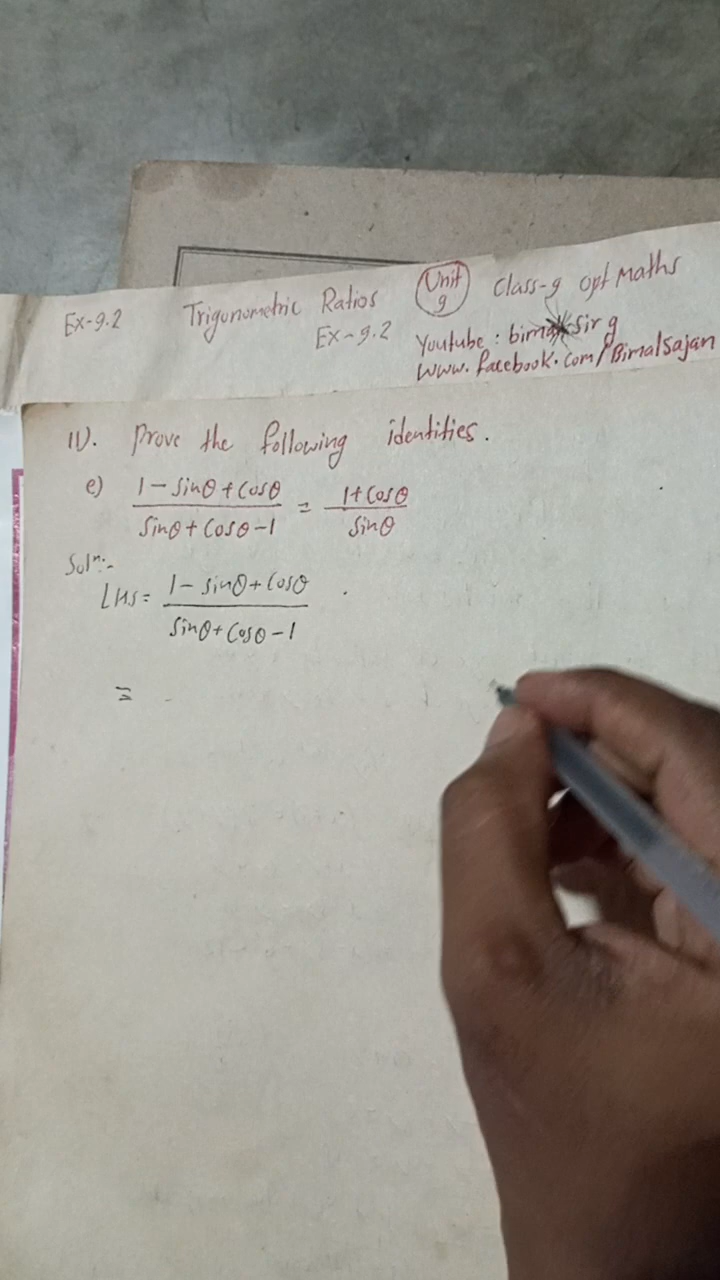 Ex-9.2 Trigonometric Ratios Unit 9 Class-9 opt Maths
Ex-9.2 Youtube : bimal sir g
www.facebook.com/Bimalsajan
10. Prove the following identities.
e) 1 - sinθ + cosθ / sinθ + cosθ - 1 = 1 + cosθ / sinθ
Solⁿ:-
LHS = 1 - sinθ + cosθ / sinθ + cosθ - 1
=